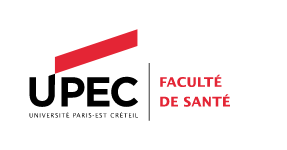 UPEC
UNIVERSITÉ PARIS-EST CRÉTEIL
FACULTÉ
DE SANTÉ